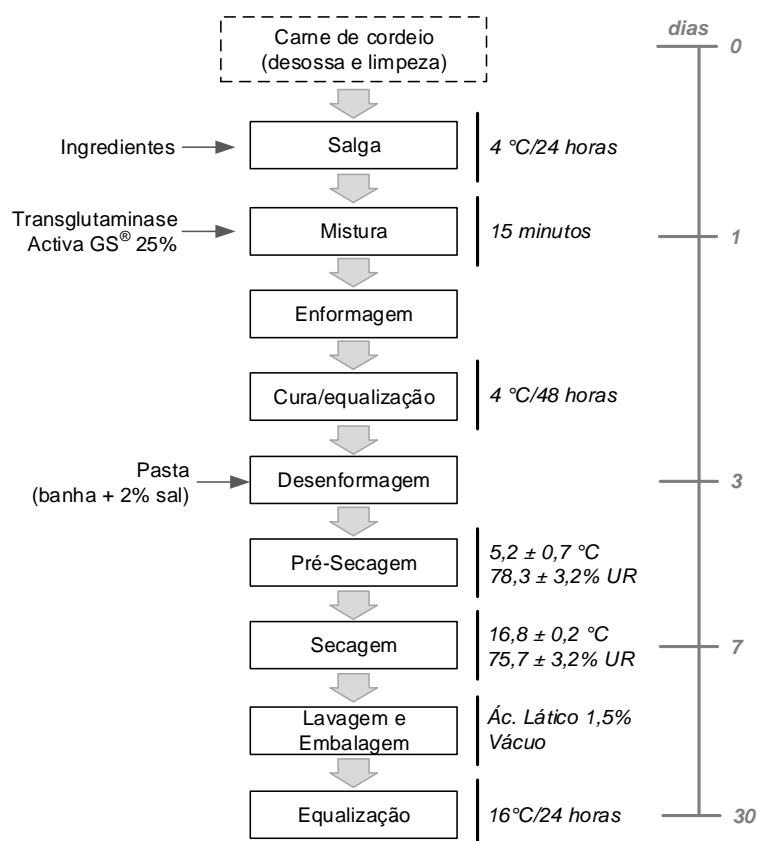 dias
0
Carne de cordeio
(desossa e limpeza)
Ingredientes
Salga
4 °C/24 horas
Transglutaminase
Activa GS® 25%
Mistura
15 minutos
1
Enformagem
Cura/equalização
4 °C/48 horas
Pasta
(banha + 2% sal)
Desenformagem
3
Pré-Secagem
5,2 ± 0,7 °C
78,3 ± 3,2% UR
Secagem
16,8 ± 0,2 °C
75,7 ± 3,2% UR
7
Lavagem e
Embalagem
Ác. Lático 1,5%
Vácuo
Equalização
16°C/24 horas
30